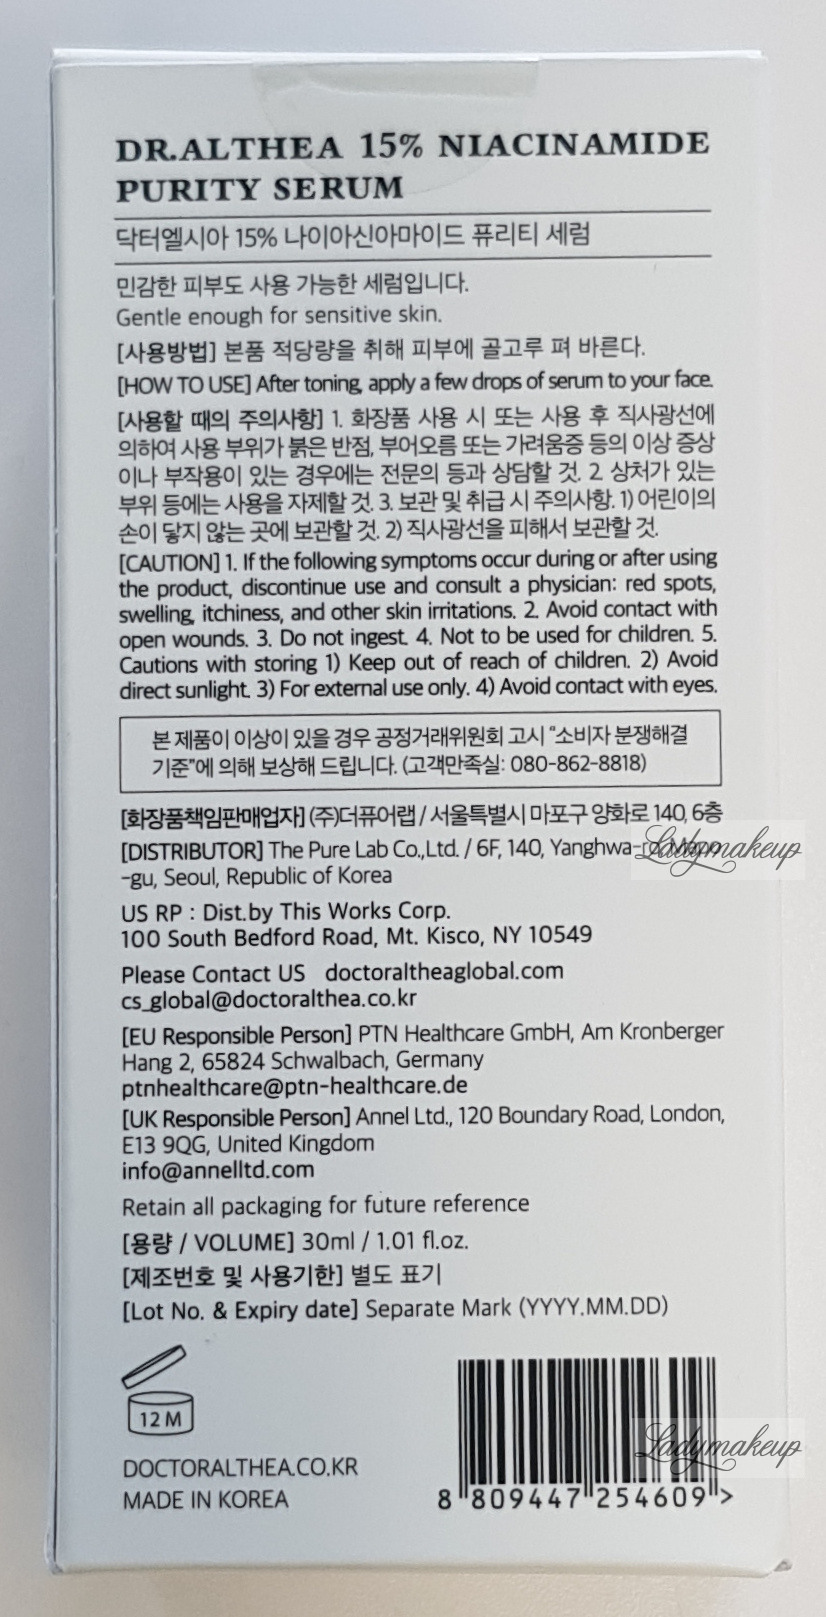 DR.ALTHEA 15% NIACINAMIDE
PURITY SERUM
닥터엘시아 15% 나이아신아마이드 퓨리티 세럼
민감한 피부도 사용 가능한 세럼입니다.
Gentle enough for sensitive skin.
[사용방법] 본품 적당량을 취해 피부에 골고루 펴 바른다.
[HOW TO USE] After toning, apply a few drops of serum to your face.
[사용할 때의 주의사항] 1. 화장품 사용 시 또는 사용 후 직사광선에
의하여 사용 부위가 붉은 반점, 부어오름 또는 가려움증 등의 이상 증상
이나 부작용이 있는 경우에는 전문의 등과 상담할 것. 2. 상처가 있는
부위 등에는 사용을 자제할 것. 3. 보관 및 취급 시 주의사항. 1) 어린이의
손이 닿지 않는 곳에 보관할 것. 2) 직사광선을 피해서 보관할 것.
[CAUTION] 1. If the following symptoms occur during or after using
the product, discontinue use and consult a physician: red spots,
swelling, itchiness, and other skin irritations. 2. Avoid contact with
open wounds. 3. Do not ingest. 4. Not to be used for children. 5.
Cautions with storing 1) Keep out of reach of children. 2) Avoid
direct sunlight. 3) For external use only. 4) Avoid contact with eyes.
본 제품이 이상이 있을 경우 공정거래위원회 고시 "소비자 분쟁해결
기준"에 의해 보상해 드립니다. (고객만족실: 080-862-8818)
[화장품책임판매업자] (주)더퓨어랩 / 서울특별시 마포구 양화로 140, 6층
[DISTRIBUTOR] The Pure Lab Co.,Ltd. / 6F, 140, Yanghwa-ro, Mapo
-gu, Seoul, Republic of Korea
Ladymakeup
US RP : Dist.by This Works Corp.
100 South Bedford Road, Mt. Kisco, NY 10549
Please Contact US doctoraltheaglobal.com
cs_global@doctoralthea.co.kr
[EU Responsible Person] PTN Healthcare GmbH, Am Kronberger
Hang 2, 65824 Schwalbach, Germany
ptnhealthcare@ptn-healthcare.de
[UK Responsible Person] Annel Ltd., 120 Boundary Road, London,
E13 9QG, United Kingdom
info@annelltd.com
Retain all packaging for future reference
[용량 / VOLUME] 30ml / 1.01 fl.oz.
[제조번호 및 사용기한] 별도 표기
[Lot No. & Expiry date] Separate Mark (YYYY.MM.DD)
12 M
Ladymakeup
DOCTORALTHEA.CO.KR
MADE IN KOREA
8 809447 254609 >